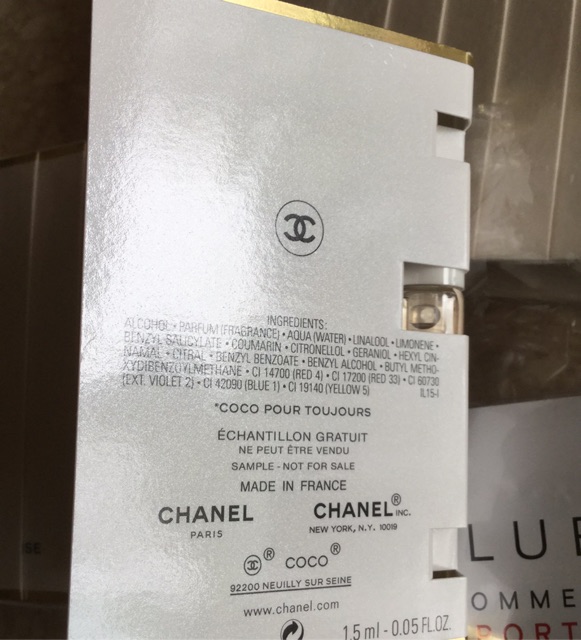 INGREDIENTS:
ALCOHOL • PARFUM (FRAGRANCE) • AQUA (WATER) • LINALOOL • LIMONENE •
BENZYL SALICYLATE • COUMARIN • CITRONELLOL • GERANIOL • HEXYL CIN-
NAMAL • CITRAL • BENZYL BENZOATE • BENZYL ALCOHOL • BUTYL METHO-
XYDIBENZOYLMETHANE • CI 14700 (RED 4) • CI 17200 (RED 33) • CI 60730
(EXT. VIOLET 2) • CI 42090 (BLUE 1) • CI 19140 (YELLOW 5) IL15-I
*COCO POUR TOUJOURS
ÉCHANTILLON GRATUIT
NE PEUT ÊTRE VENDU
SAMPLE - NOT FOR SALE
MADE IN FRANCE
CHANEL CHANEL® INC.
PARIS NEW YORK, N.Y. 10019
® COCO®
92200 NEUILLY SUR SEINE
www.chanel.com
1.5 ml - 0.05 FL.OZ.
LUE
OMME
PORT